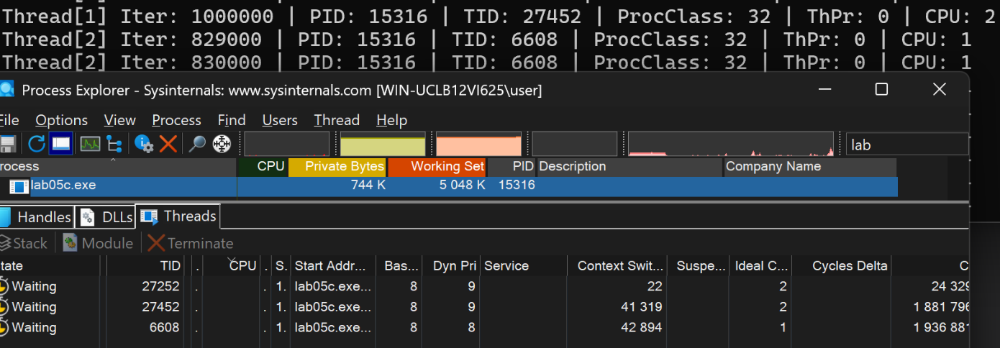 Thread[1] Iter: 1000000 | PID: 15316 | TID: 27452 | ProcClass: 32 | ThPr: 0 | CPU: 2
Thread[2] Iter: 829000 | PID: 15316 | TID: 6608 | ProcClass: 32 | ThPr: 0 | CPU: 1
Thread[2] Iter: 830000 | PID: 15316 | TID: 6608 | ProcClass: 32 | ThPr: 0 | CPU: 1
Process Explorer - Sysinternals: www.sysinternals.com [WIN-UCLB12VI625\user]
File Options View Process Find Users Thread Help
lab
rocess CPU Private Bytes Working Set PID Description Company Name
lab05c.exe 744 K 5 048 K 15316
Handles DLLs Threads
Stack Module Terminate
tate TID . CPU . S. Start Addr... Bas... Dyn Pri Service Context Swit... Suspe... Ideal C... Cycles Delta C
Waiting 27252 . . 1. lab05c.exe... 8 9 22 2 24 329
Waiting 27452 . . 1. lab05c.exe... 8 9 41 319 2 1 881 796
Waiting 6608 . . 1. lab05c.exe... 8 8 42 894 1 1 936 881